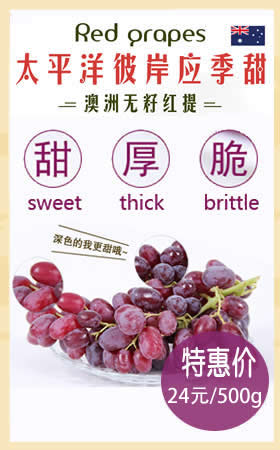 Red grapes
太平洋彼岸应季甜
澳洲无籽红提
甜 厚 脆
sweet thick brittle
深色的我更甜哦~
特惠价
24元/500g